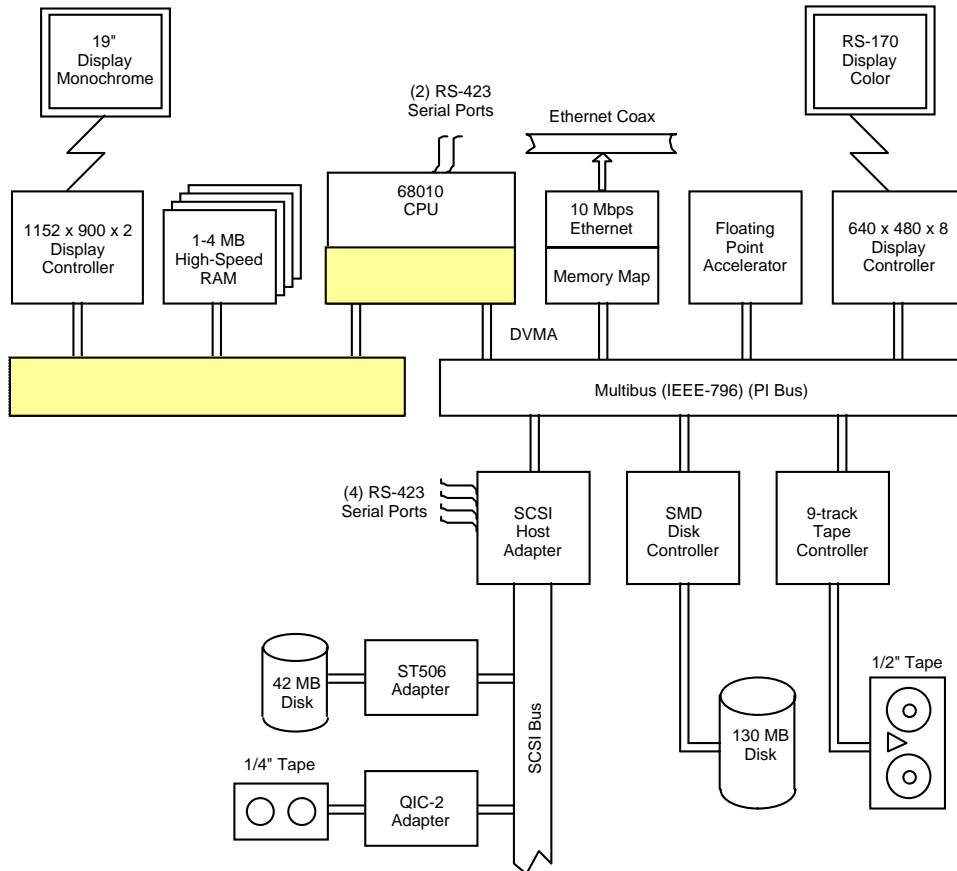 19"
Display
Monochrome
RS-170
Display
Color
(2) RS-423
Serial Ports
Ethernet Coax
1152 x 900 x 2
Display
Controller
1-4 MB
High-Speed
RAM
68010
CPU
10 Mbps
Ethernet
Memory Map
Floating
Point
Accelerator
640 x 480 x 8
Display
Controller
DVMA
Multibus (IEEE-796) (PI Bus)
(4) RS-423
Serial Ports
SCSI
Host
Adapter
SMD
Disk
Controller
9-track
Tape
Controller
42 MB
Disk
ST506
Adapter
SCSI Bus
130 MB
Disk
1/2" Tape
1/4" Tape
QIC-2
Adapter